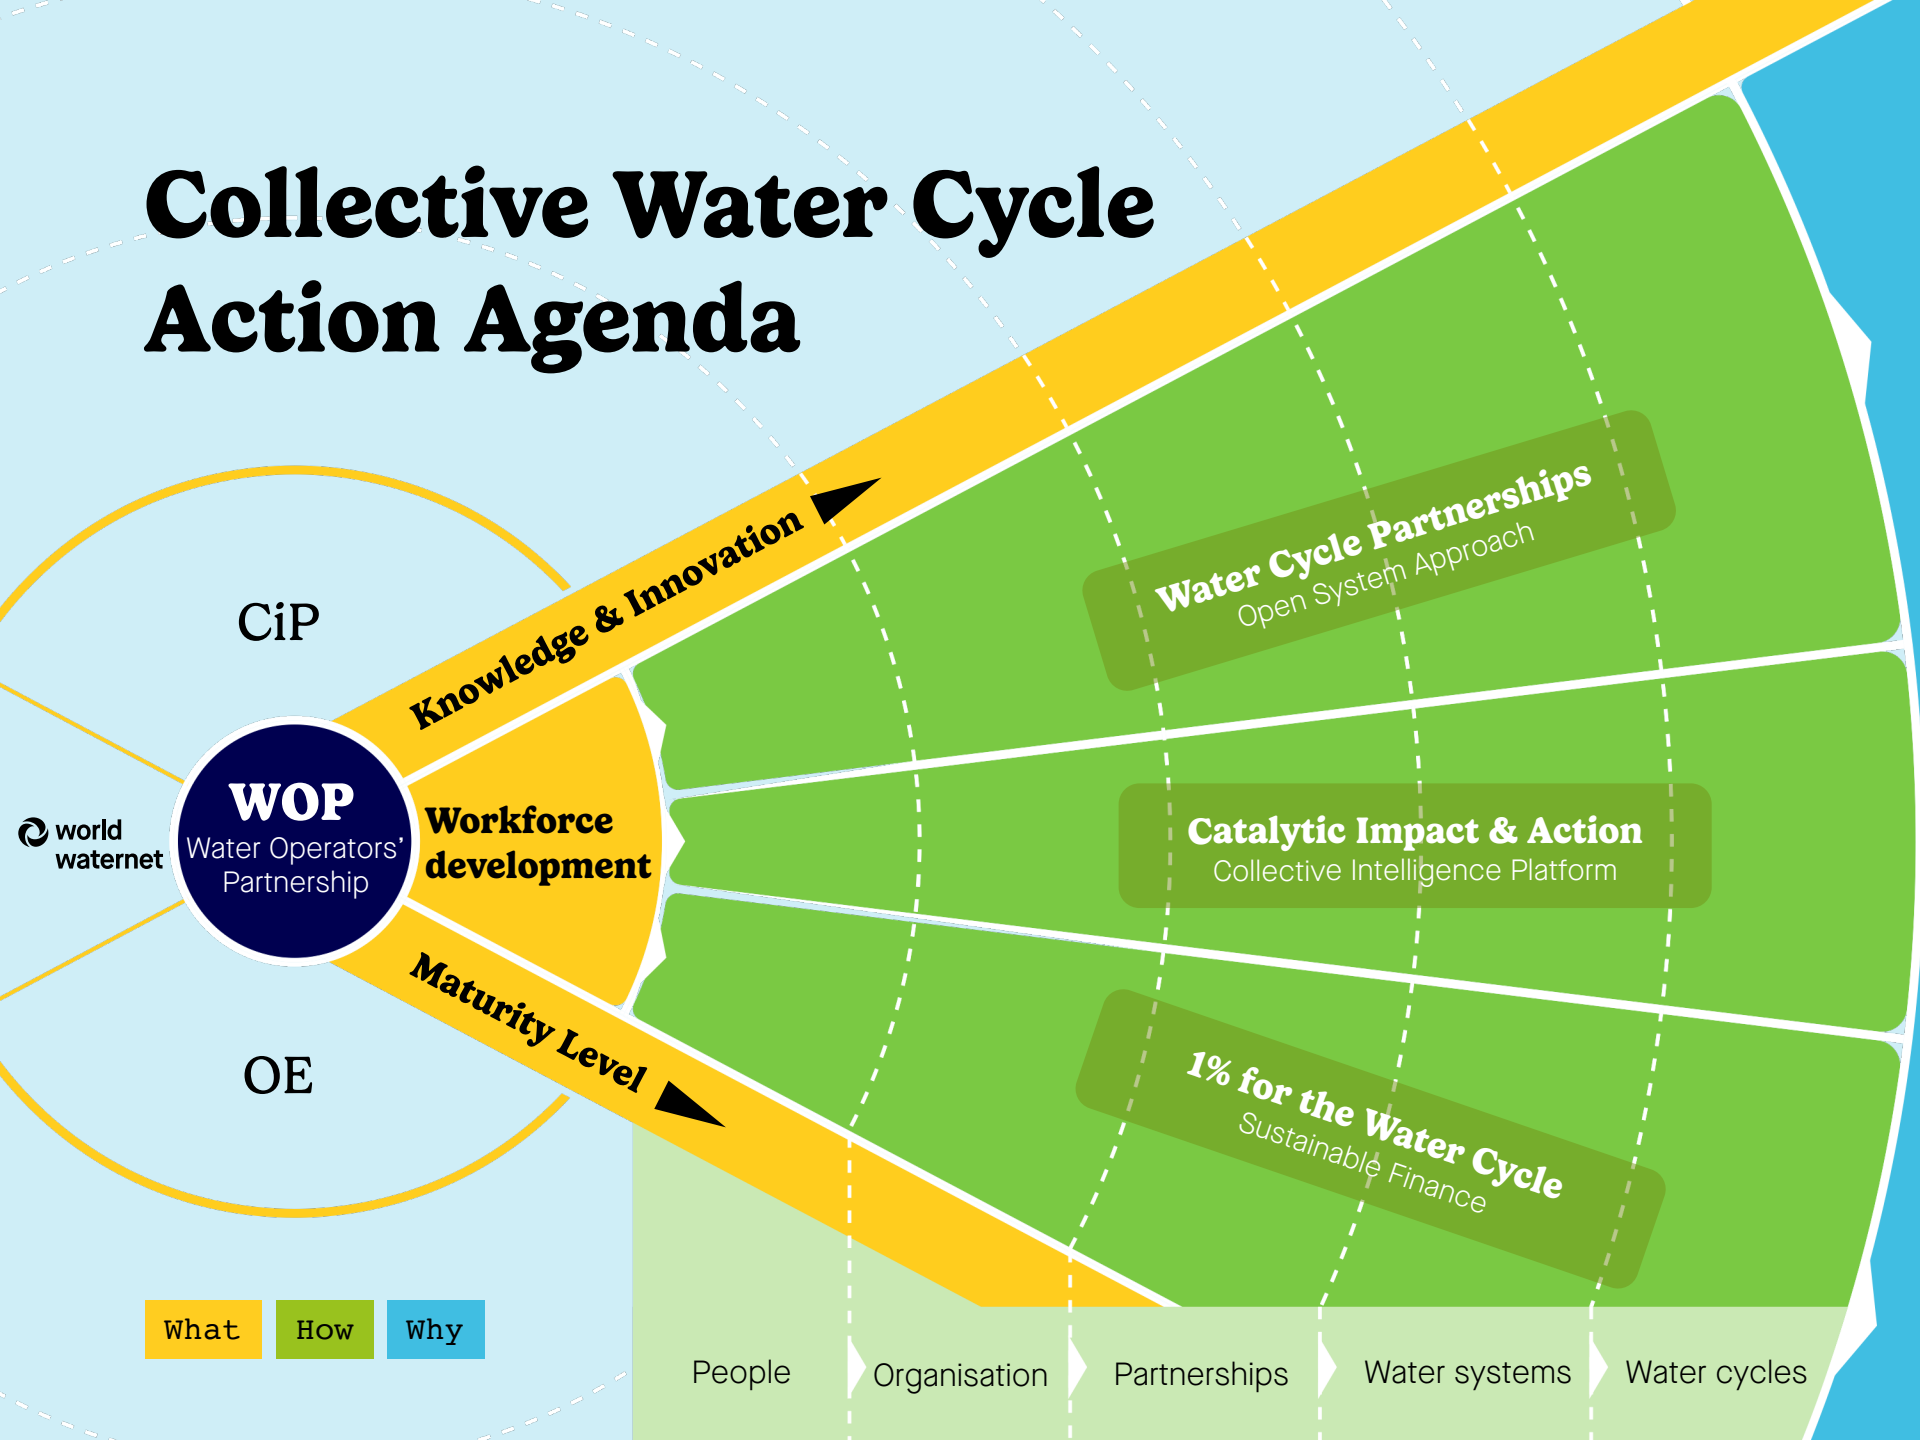 Collective Water Cycle
Action Agenda
CiP
Knowledge & Innovation
world
waternet
WOP
Water Operators’
Partnership
Workforce
development
Maturity Level
OE
Water Cycle Partnerships
Open System Approach
Catalytic Impact & Action
Collective Intelligence Platform
1% for the Water Cycle
Sustainable Finance
What
How
Why
People
Organisation
Partnerships
Water systems
Water cycles